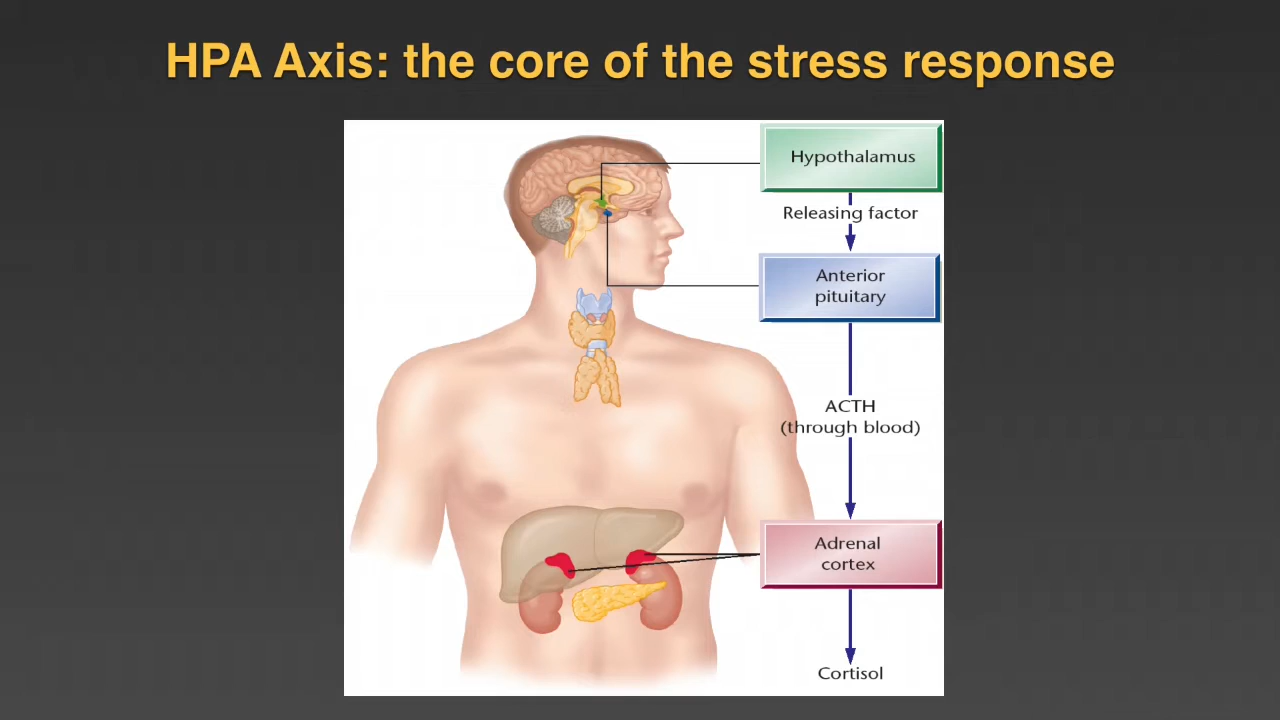 HPA Axis: the core of the stress response
Hypothalamus
Releasing factor
Anterior
pituitary
ACTH
(through blood)
Adrenal
cortex
Cortisol